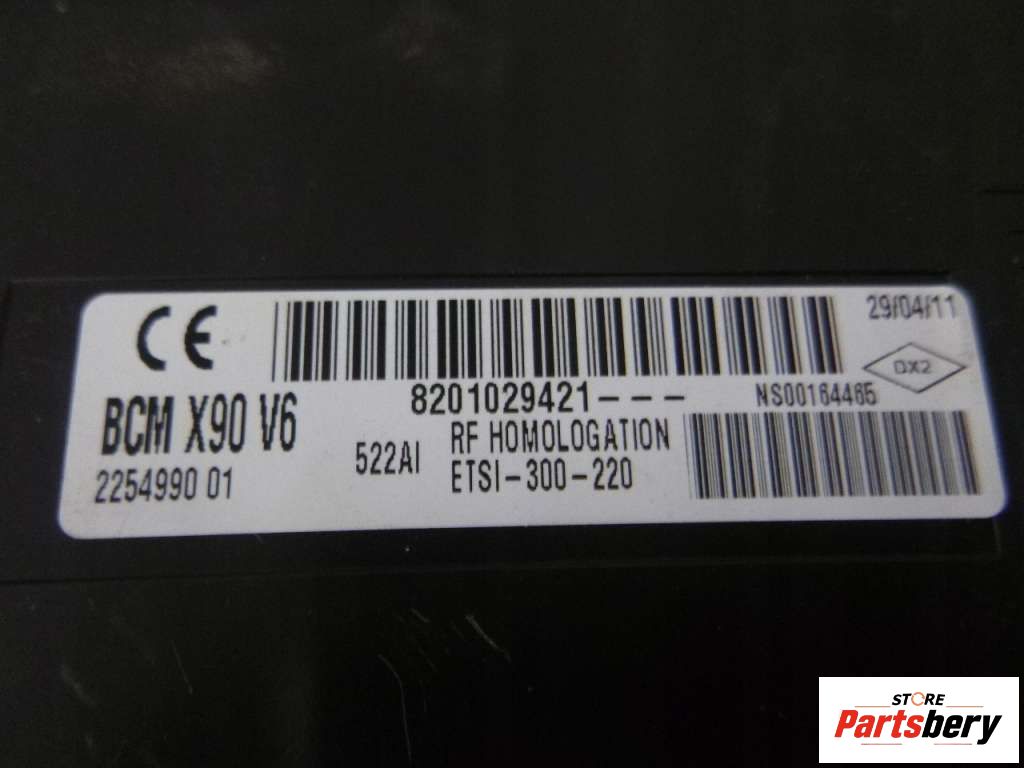 CE
29/04/11
DX2
8201029421---
NS00164465
BCM X90 V6
522AI
RF HOMOLOGATION
2254990 01
ETSI-300-220
STORE
Partsbery